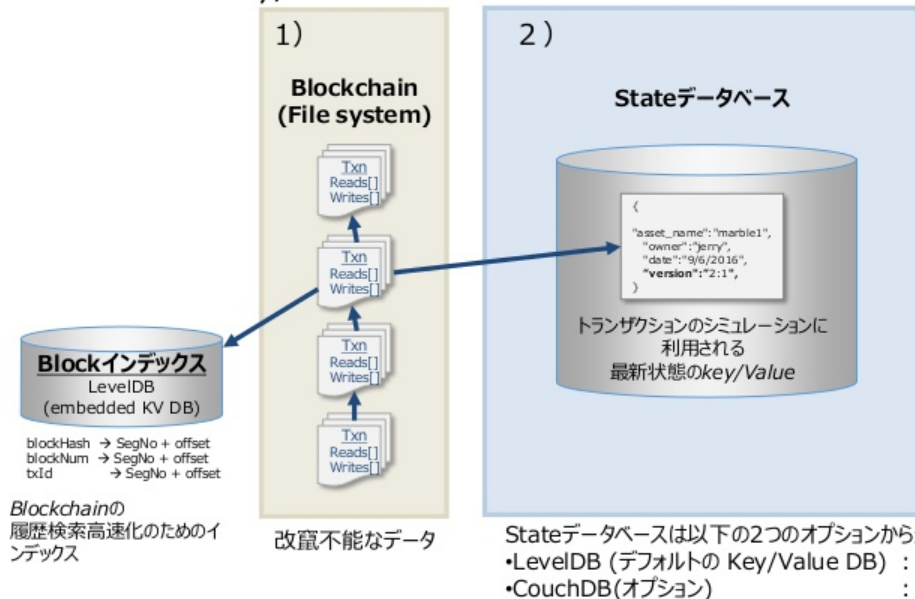 1)
Blockchain
(File system)
Txn
Reads[]
Writes[]
Txn
Reads[]
Writes[]
Txn
Reads[]
Writes[]
Txn
Reads[]
Writes[]
改竄不能なデータ
Blockインデックス
LevelDB
(embedded KV DB)
blockHash → SegNo + offset
blockNum → SegNo + offset
txId → SegNo + offset
Blockchainの
履歴検索高速化のためのイ
ンデックス
2)
Stateデータベース
{
"asset_name":"marble1",
"owner":"jerry",
"date":"9/6/2016",
"version":"2:1",
}
トランザクションのシミュレーションに
利用される
最新状態のkey/Value
Stateデータベースは以下の2つのオプションから
•LevelDB (デフォルトの Key/Value DB) :
•CouchDB(オプション) :